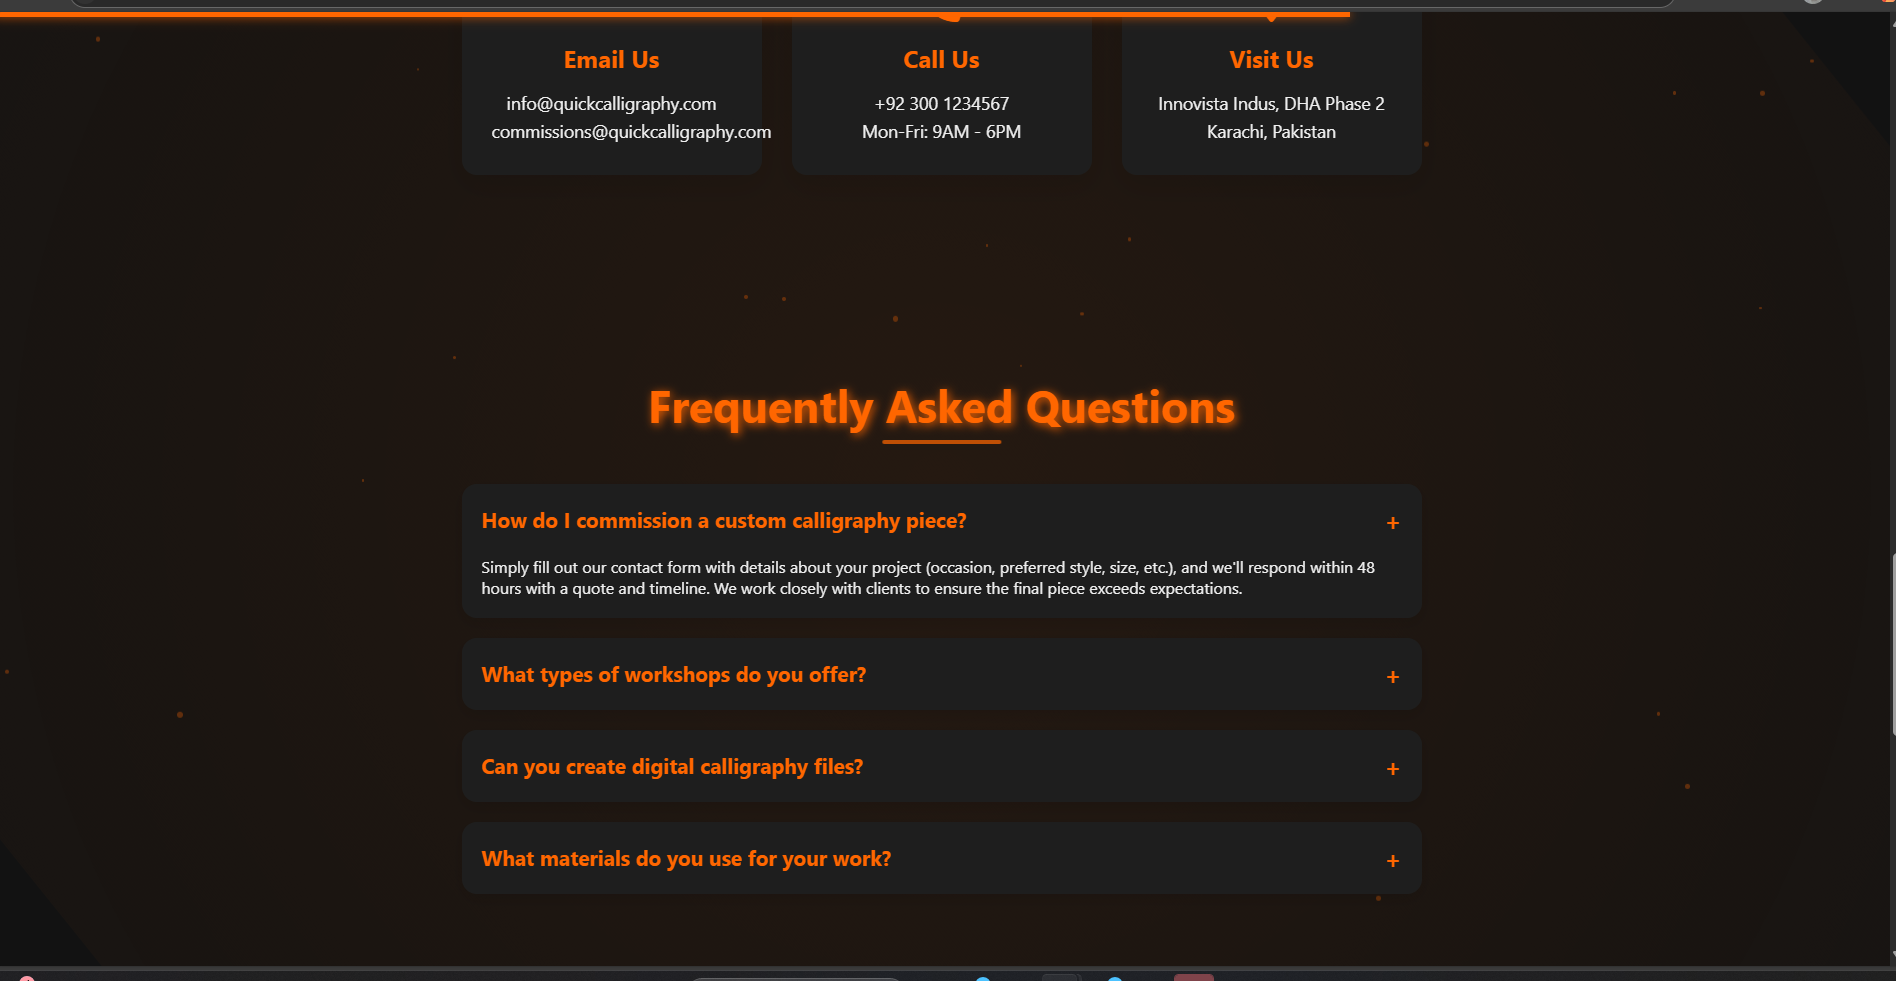 Email Us
info@quickcalligraphy.com
commissions@quickcalligraphy.com
Call Us
+92 300 1234567
Mon-Fri: 9AM - 6PM
Visit Us
Innovista Indus, DHA Phase 2
Karachi, Pakistan
Frequently Asked Questions
How do I commission a custom calligraphy piece?
+
Simply fill out our contact form with details about your project (occasion, preferred style, size, etc.), and we'll respond within 48
hours with a quote and timeline. We work closely with clients to ensure the final piece exceeds expectations.
What types of workshops do you offer?
+
Can you create digital calligraphy files?
+
What materials do you use for your work?
+